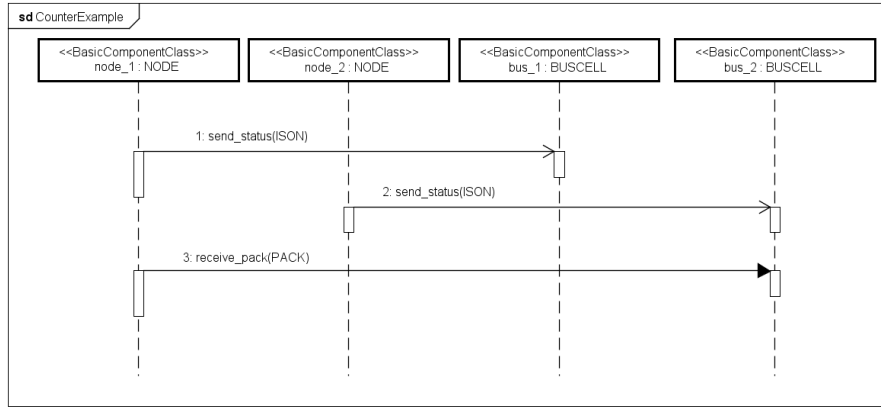 sd CounterExample
<<BasicComponentClass>>
node_1 : NODE
<<BasicComponentClass>>
node_2 : NODE
<<BasicComponentClass>>
bus_1 : BUSCELL
<<BasicComponentClass>>
bus_2 : BUSCELL
1: send_status(ISON)
2: send_status(ISON)
3: receive_pack(PACK)